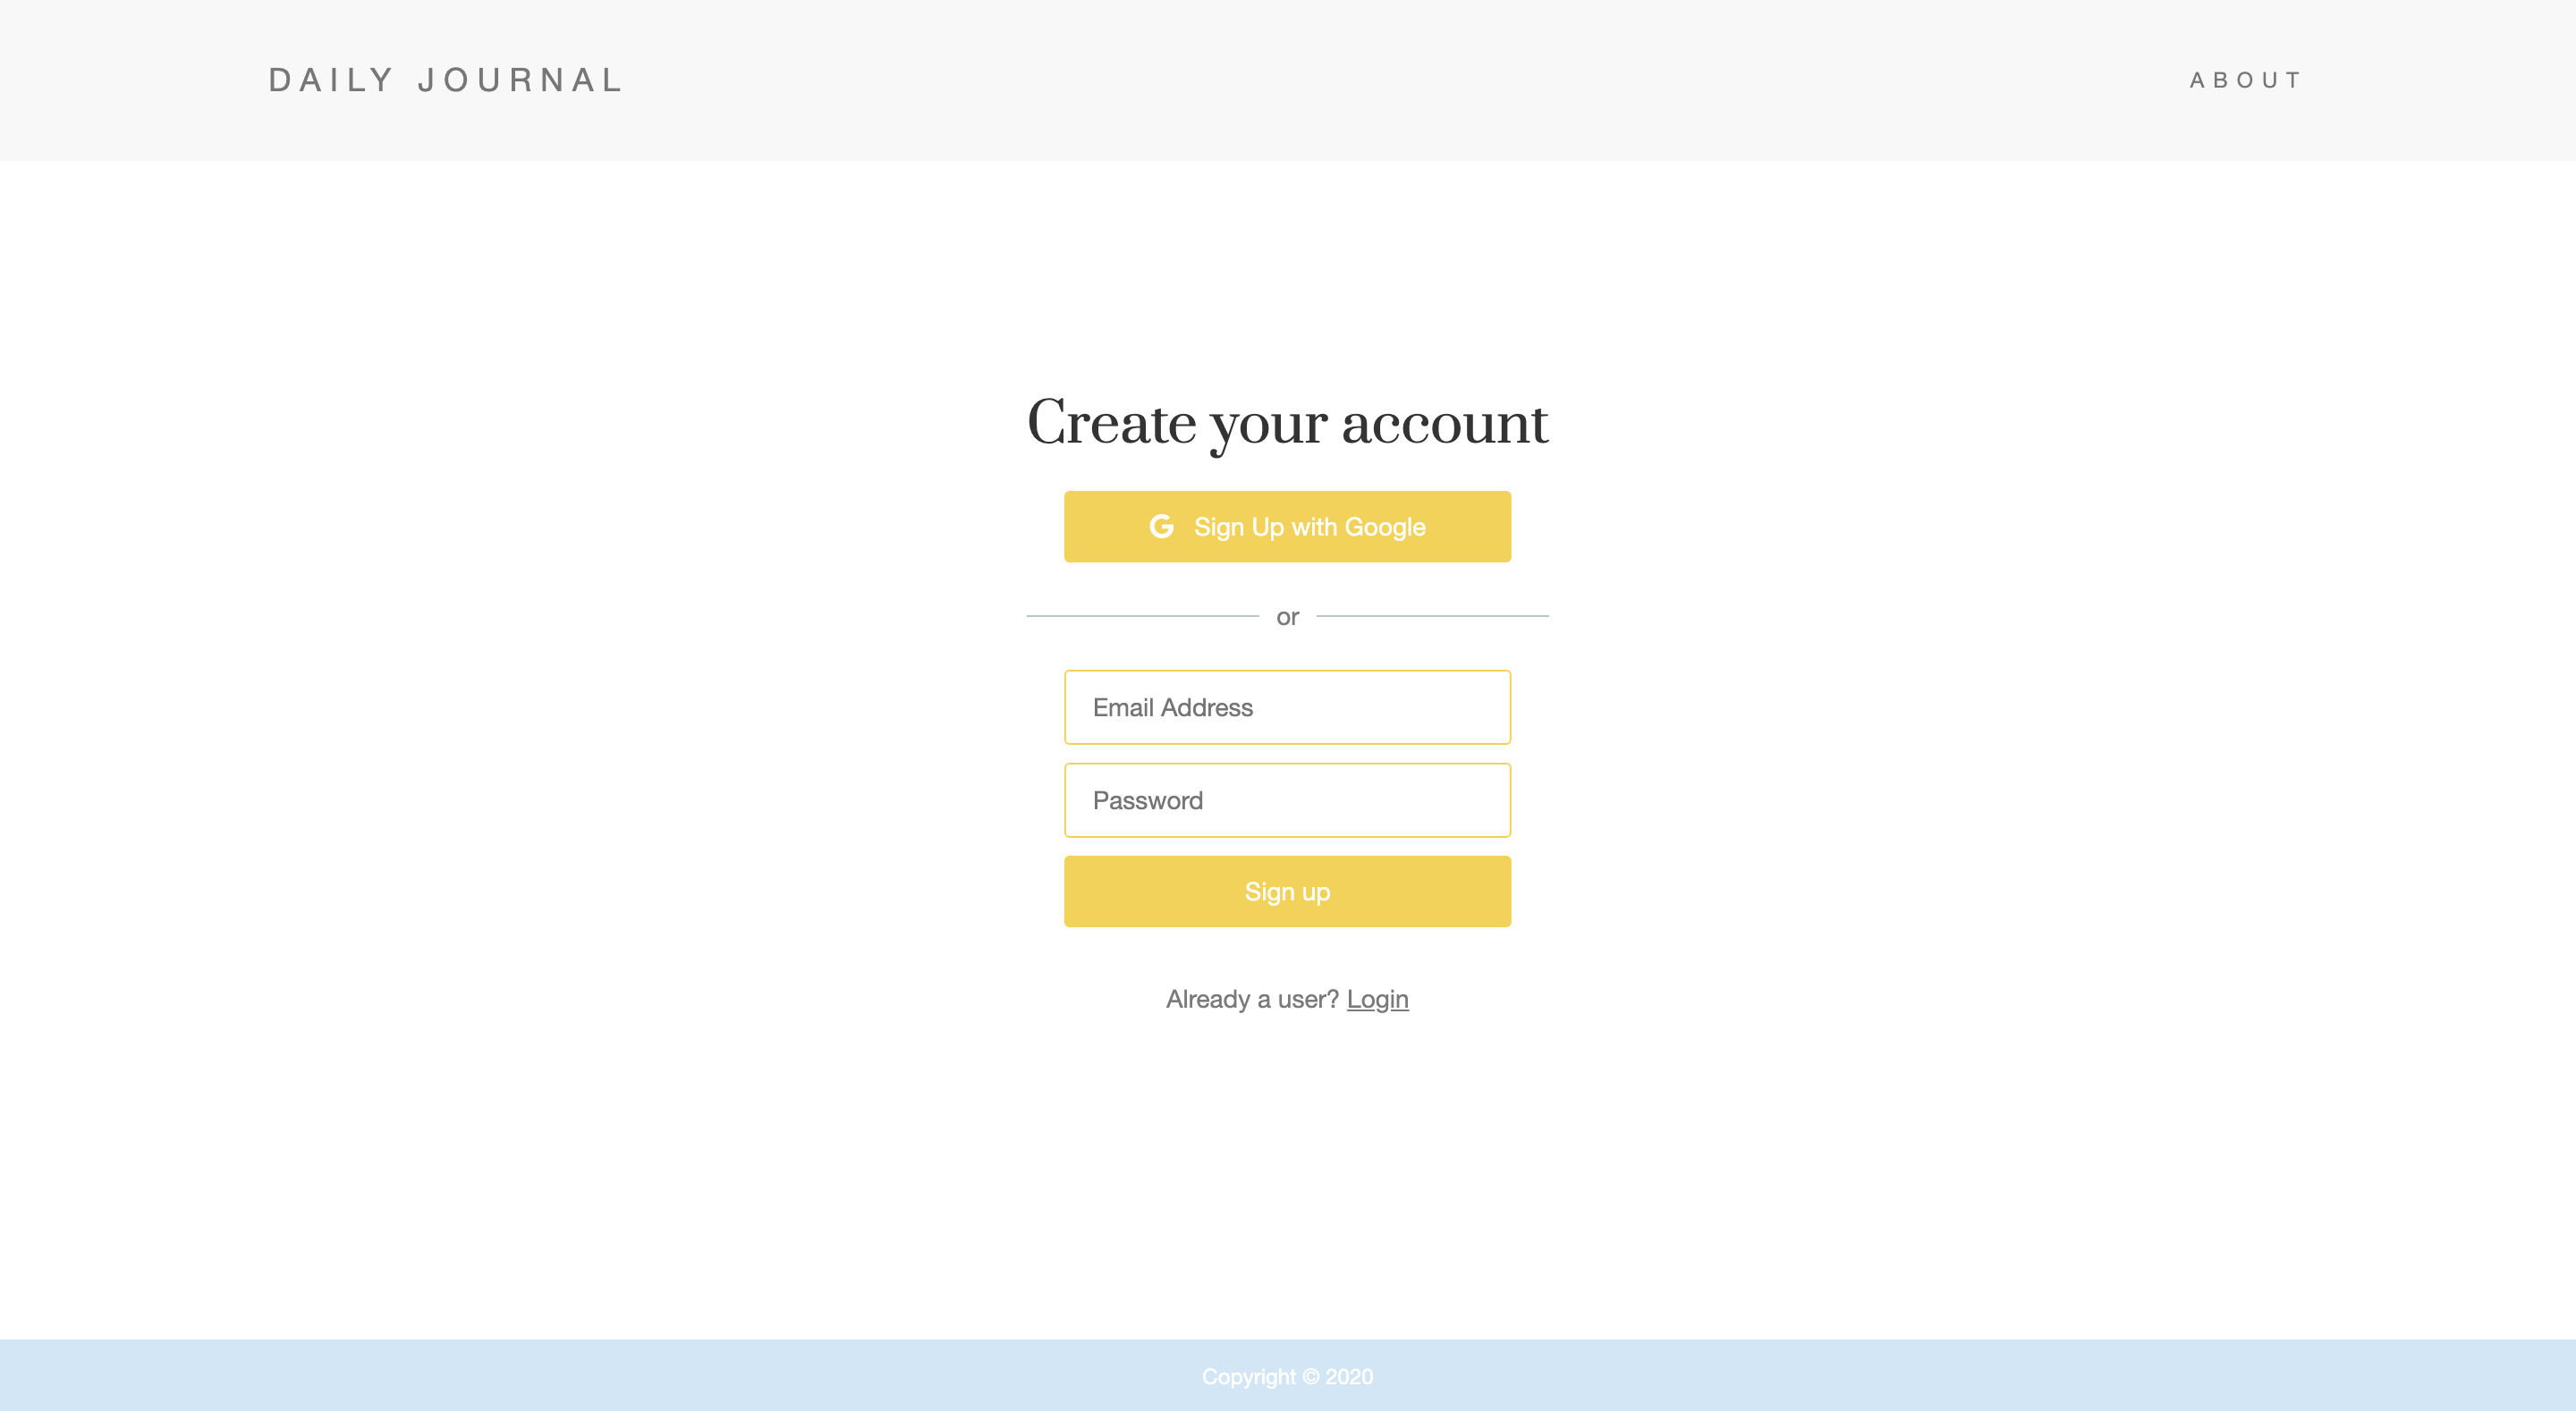 DAILY JOURNAL
ABOUT
Create your account
Sign Up with Google
or
Email Address
Password
Sign up
Already a user? Login
Copyright © 2020